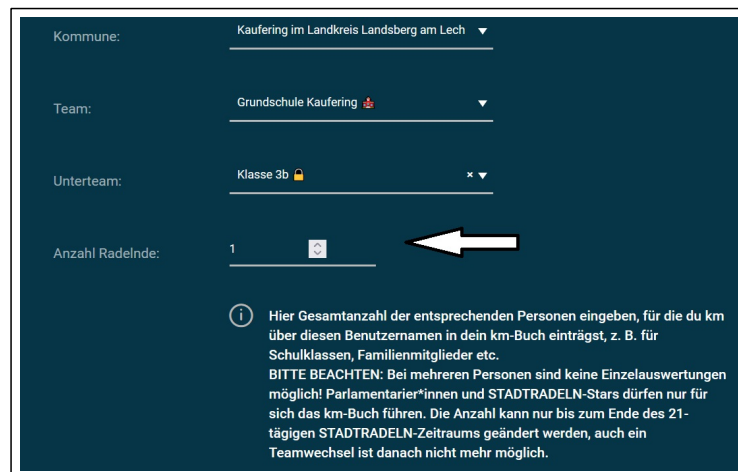 Kommune: Kaufering im Landkreis Landsberg am Lech
Team: Grundschule Kaufering
Unterteam: Klasse 3b
Anzahl Radelnde: 1
Hier Gesamtanzahl der entsprechenden Personen eingeben, für die du km
über diesen Benutzernamen in dein km-Buch einträgst, z. B. für
Schulklassen, Familienmitglieder etc.
BITTE BEACHTEN: Bei mehreren Personen sind keine Einzelauswertungen
möglich! Parlamentarier*innen und STADTRADELN-Stars dürfen nur für
sich das km-Buch führen. Die Anzahl kann nur bis zum Ende des 21-
tägigen STADTRADELN-Zeitraums geändert werden, auch ein
Teamwechsel ist danach nicht mehr möglich.